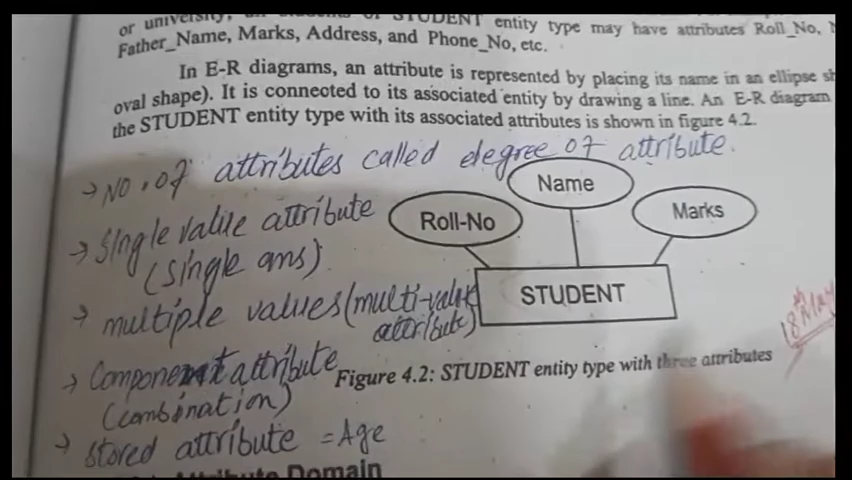 or university, STUDENT entity type may have attributes Roll_No,
Father_Name, Marks, Address, and Phone_No, etc.
In E-R diagrams, an attribute is represented by placing its name in an ellipse
oval shape). It is connected to its associated entity by drawing a line. An E-R diagram
the STUDENT entity type with its associated attributes is shown in figure 4.2.
→ No. of attributes called degree of attribute.
Name
Roll-No
Marks
→ Single value attribute
(single ans)
STUDENT
→ multiple values (multi-value
attribute)
18 May
→ Component attribute
(combination)
Figure 4.2: STUDENT entity type with three attributes
→ Stored attribute = Age
Attribute Domain